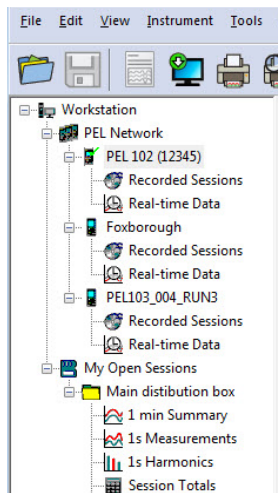 File Edit View Instrument Tools
Workstation
PEL Network
PEL 102 (12345)
Recorded Sessions
Real-time Data
Foxborough
Recorded Sessions
Real-time Data
PEL103_004_RUN3
Recorded Sessions
Real-time Data
My Open Sessions
Main distibution box
1 min Summary
1s Measurements
1s Harmonics
Session Totals